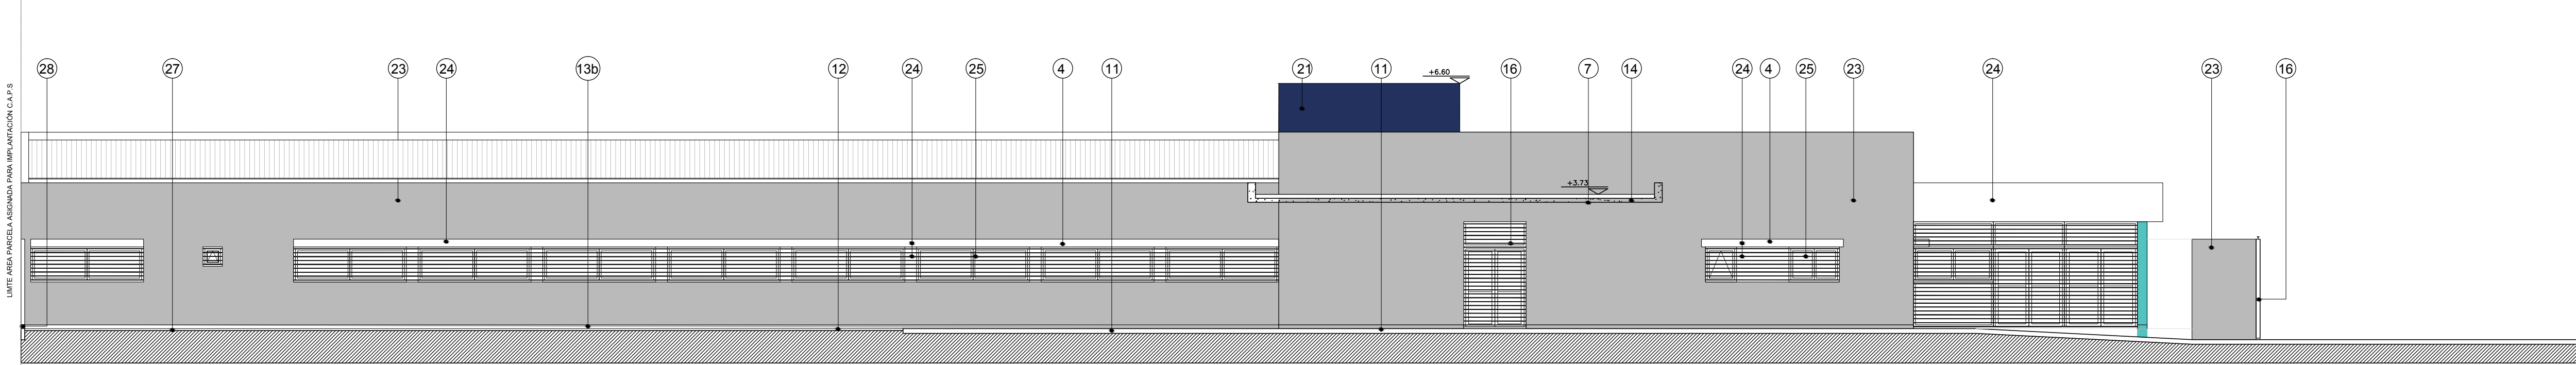 28 27 23 24 13b 12 24 25 4 11 21 11 16 7 14 24 4 25 23 24 23 16
+6.60
+3.73
LIMTE AREA PARCELA ASIGNADA PARA IMPLANTACIÓN C.A.P.S